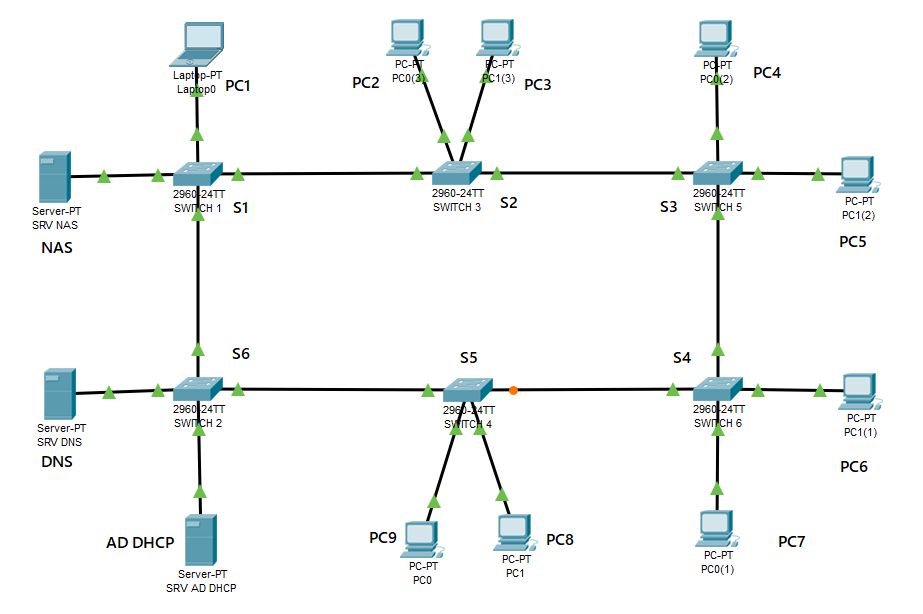 Laptop-PT
Laptop0
PC1
PC2
PC-PT
PC0(3)
PC-PT
PC1(3)
PC3
PC-PT
PC0(2)
PC4
Server-PT
SRV NAS
NAS
2960-24TT
SWITCH 1
S1
2960-24TT
SWITCH 3
S2
S3
2960-24TT
SWITCH 5
PC-PT
PC1(2)
PC5
Server-PT
SRV DNS
DNS
S6
2960-24TT
SWITCH 2
S5
2960-24TT
SWITCH 4
S4
2960-24TT
SWITCH 6
PC-PT
PC1(1)
PC6
AD DHCP
Server-PT
SRV AD DHCP
PC9
PC-PT
PC0
PC-PT
PC1
PC8
PC-PT
PC0(1)
PC7